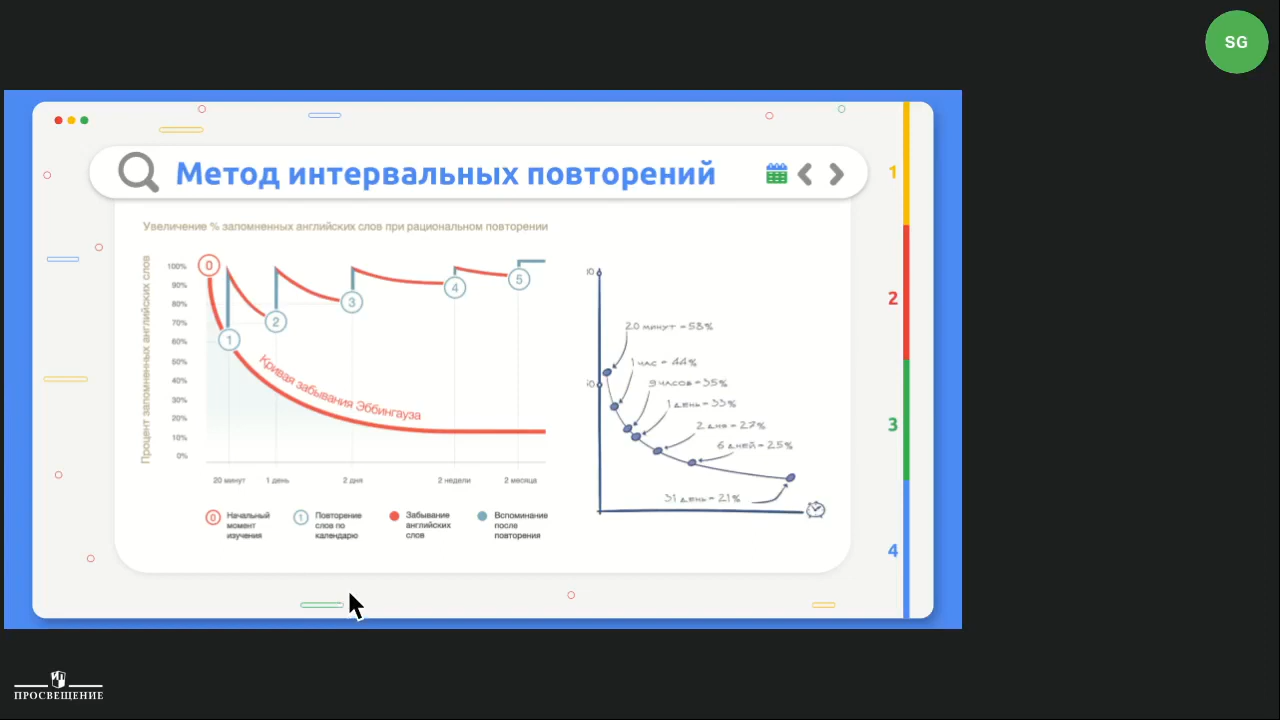 SG
Метод интервальных повторений
Увеличение % запомненных английских слов при рациональном повторении
Процент запомненных английских слов
100%
90%
80%
70%
60%
50%
40%
30%
20%
10%
0%
0
1
2
3
4
5
Кривая забывания Эббингауза
20 минут
1 день
2 дня
2 недели
2 месяца
0
Начальный
момент
изучения
1
Повторение
слов по
календарю
Забывание
английских
слов
Вспоминание
после
повторения
20 минут - 58%
1 час - 44%
9 часов - 35%
1 день - 33%
2 дня - 27%
6 дней - 25%
31 день - 21%
1
2
3
4
ПРОСВЕЩЕНИЕ